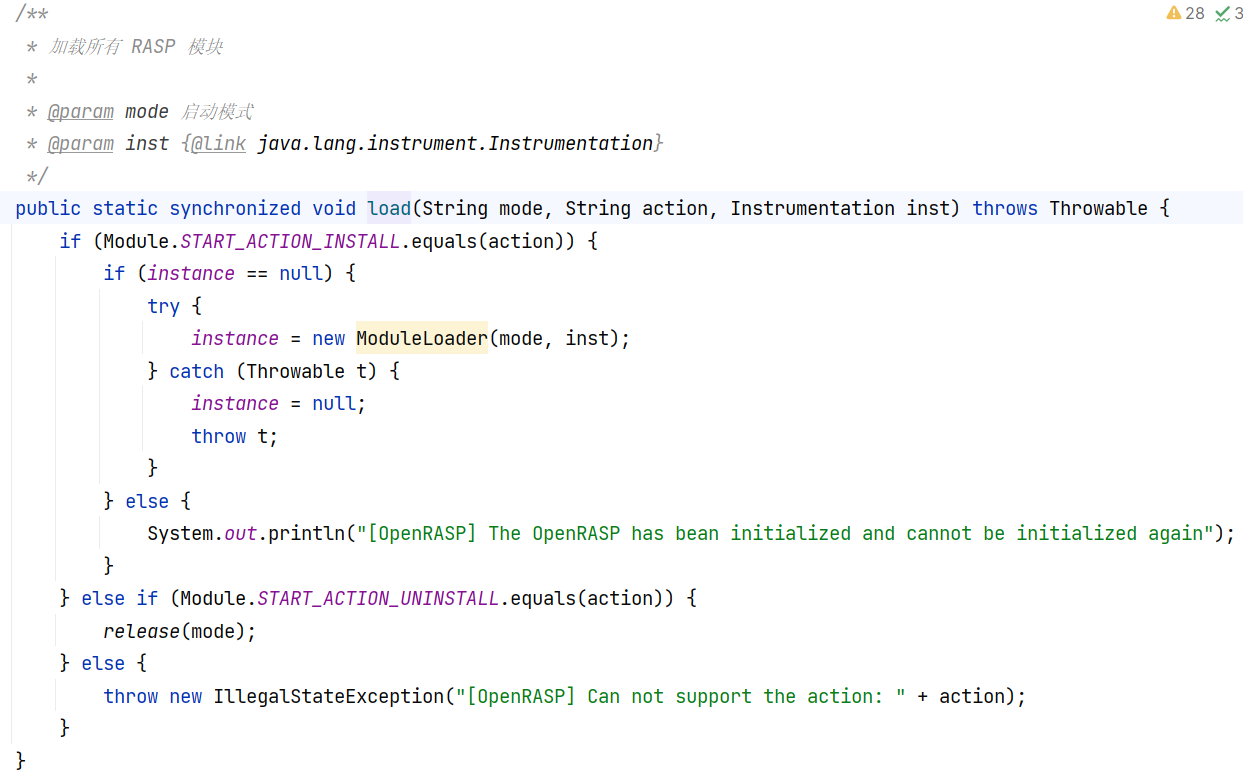 /**
28 3
* 加载所有 RASP 模块
*
* @param mode 启动模式
* @param inst {@link java.lang.instrument.Instrumentation}
*/
public static synchronized void load(String mode, String action, Instrumentation inst) throws Throwable {
if (Module.START_ACTION_INSTALL.equals(action)) {
if (instance == null) {
try {
instance = new ModuleLoader(mode, inst);
} catch (Throwable t) {
instance = null;
throw t;
}
} else {
System.out.println("[OpenRASP] The OpenRASP has bean initialized and cannot be initialized again");
}
} else if (Module.START_ACTION_UNINSTALL.equals(action)) {
release(mode);
} else {
throw new IllegalStateException("[OpenRASP] Can not support the action: " + action);
}
}